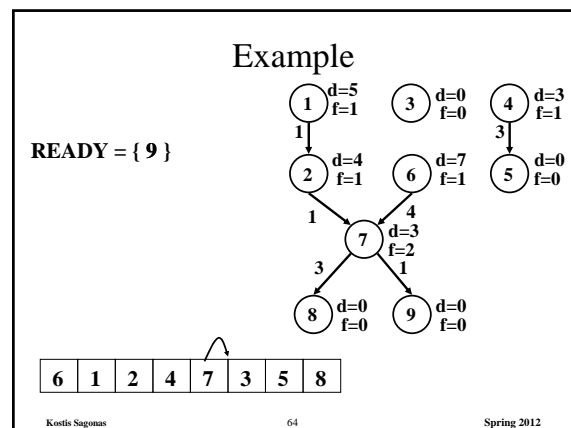 Example
1 d=5 3 d=0 4 d=3
f=1 f=0 f=1
1 3
READY = { 9 }
2 d=4 6 d=7 5 d=0
f=1 f=1 f=0
1 4
7 d=3
f=2
3 1
8 d=0 9 d=0
f=0 f=0
6 1 2 4 7 3 5 8
Kostis Sagonas 64 Spring 2012